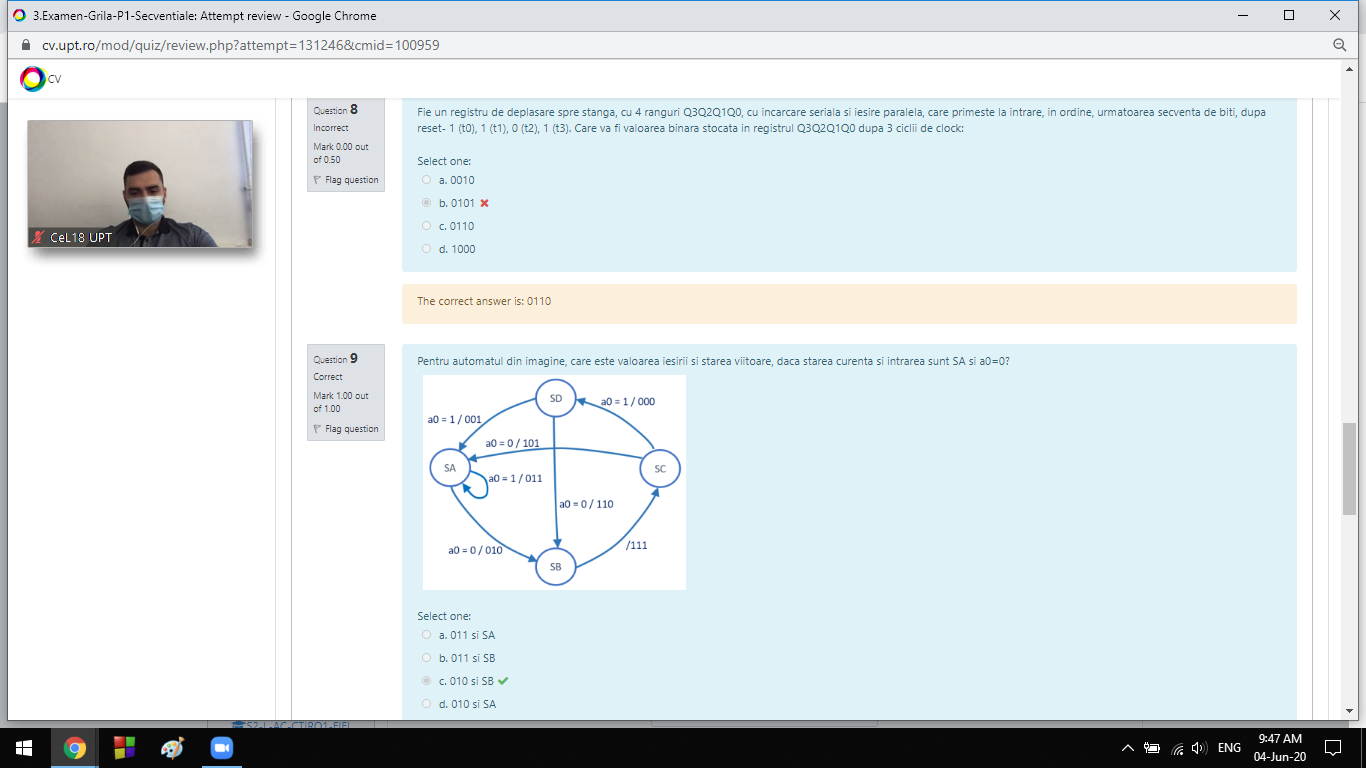 3.Examen-Grila-P1-Secventiale: Attempt review - Google Chrome
cv.upt.ro/mod/quiz/review.php?attempt=131246&cmid=100959
CV
CeL18 UPT
Question 8
Incorrect
Mark 0.00 out
of 0.50
Flag question
Fie un registru de deplasare spre stanga, cu 4 ranguri Q3Q2Q1Q0, cu incarcare seriala si iesire paralela, care primeste la intrare, in ordine, urmatoarea secventa de biti, dupa
reset- 1 (t0), 1 (t1), 0 (t2), 1 (t3). Care va fi valoarea binara stocata in registrul Q3Q2Q1Q0 dupa 3 ciclii de clock:
Select one:
a. 0010
b. 0101
c. 0110
d. 1000
The correct answer is: 0110
Question 9
Correct
Mark 1.00 out
of 1.00
Flag question
Pentru automatul din imagine, care este valoarea iesirii si starea viitoare, daca starea curenta si intrarea sunt SA si a0=0?
SD
a0 = 1 / 000
a0 = 1 / 001
a0 = 0 / 101
SA
SC
a0 = 1 / 011
a0 = 0 / 110
a0 = 0 / 010
/111
SB
Select one:
a. 011 si SA
b. 011 si SB
c. 010 si SB
d. 010 si SA
S2-L-AC-CTIRO1-EIEL
ENG
9:47 AM
04-Jun-20